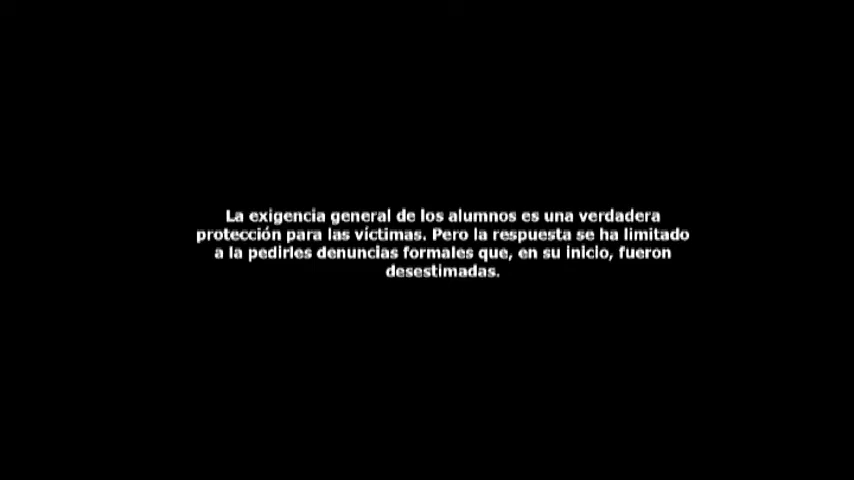 La exigencia general de los alumnos es una verdadera
protección para las víctimas. Pero la respuesta se ha limitado
a la pedirles denuncias formales que, en su inicio, fueron
desestimadas.